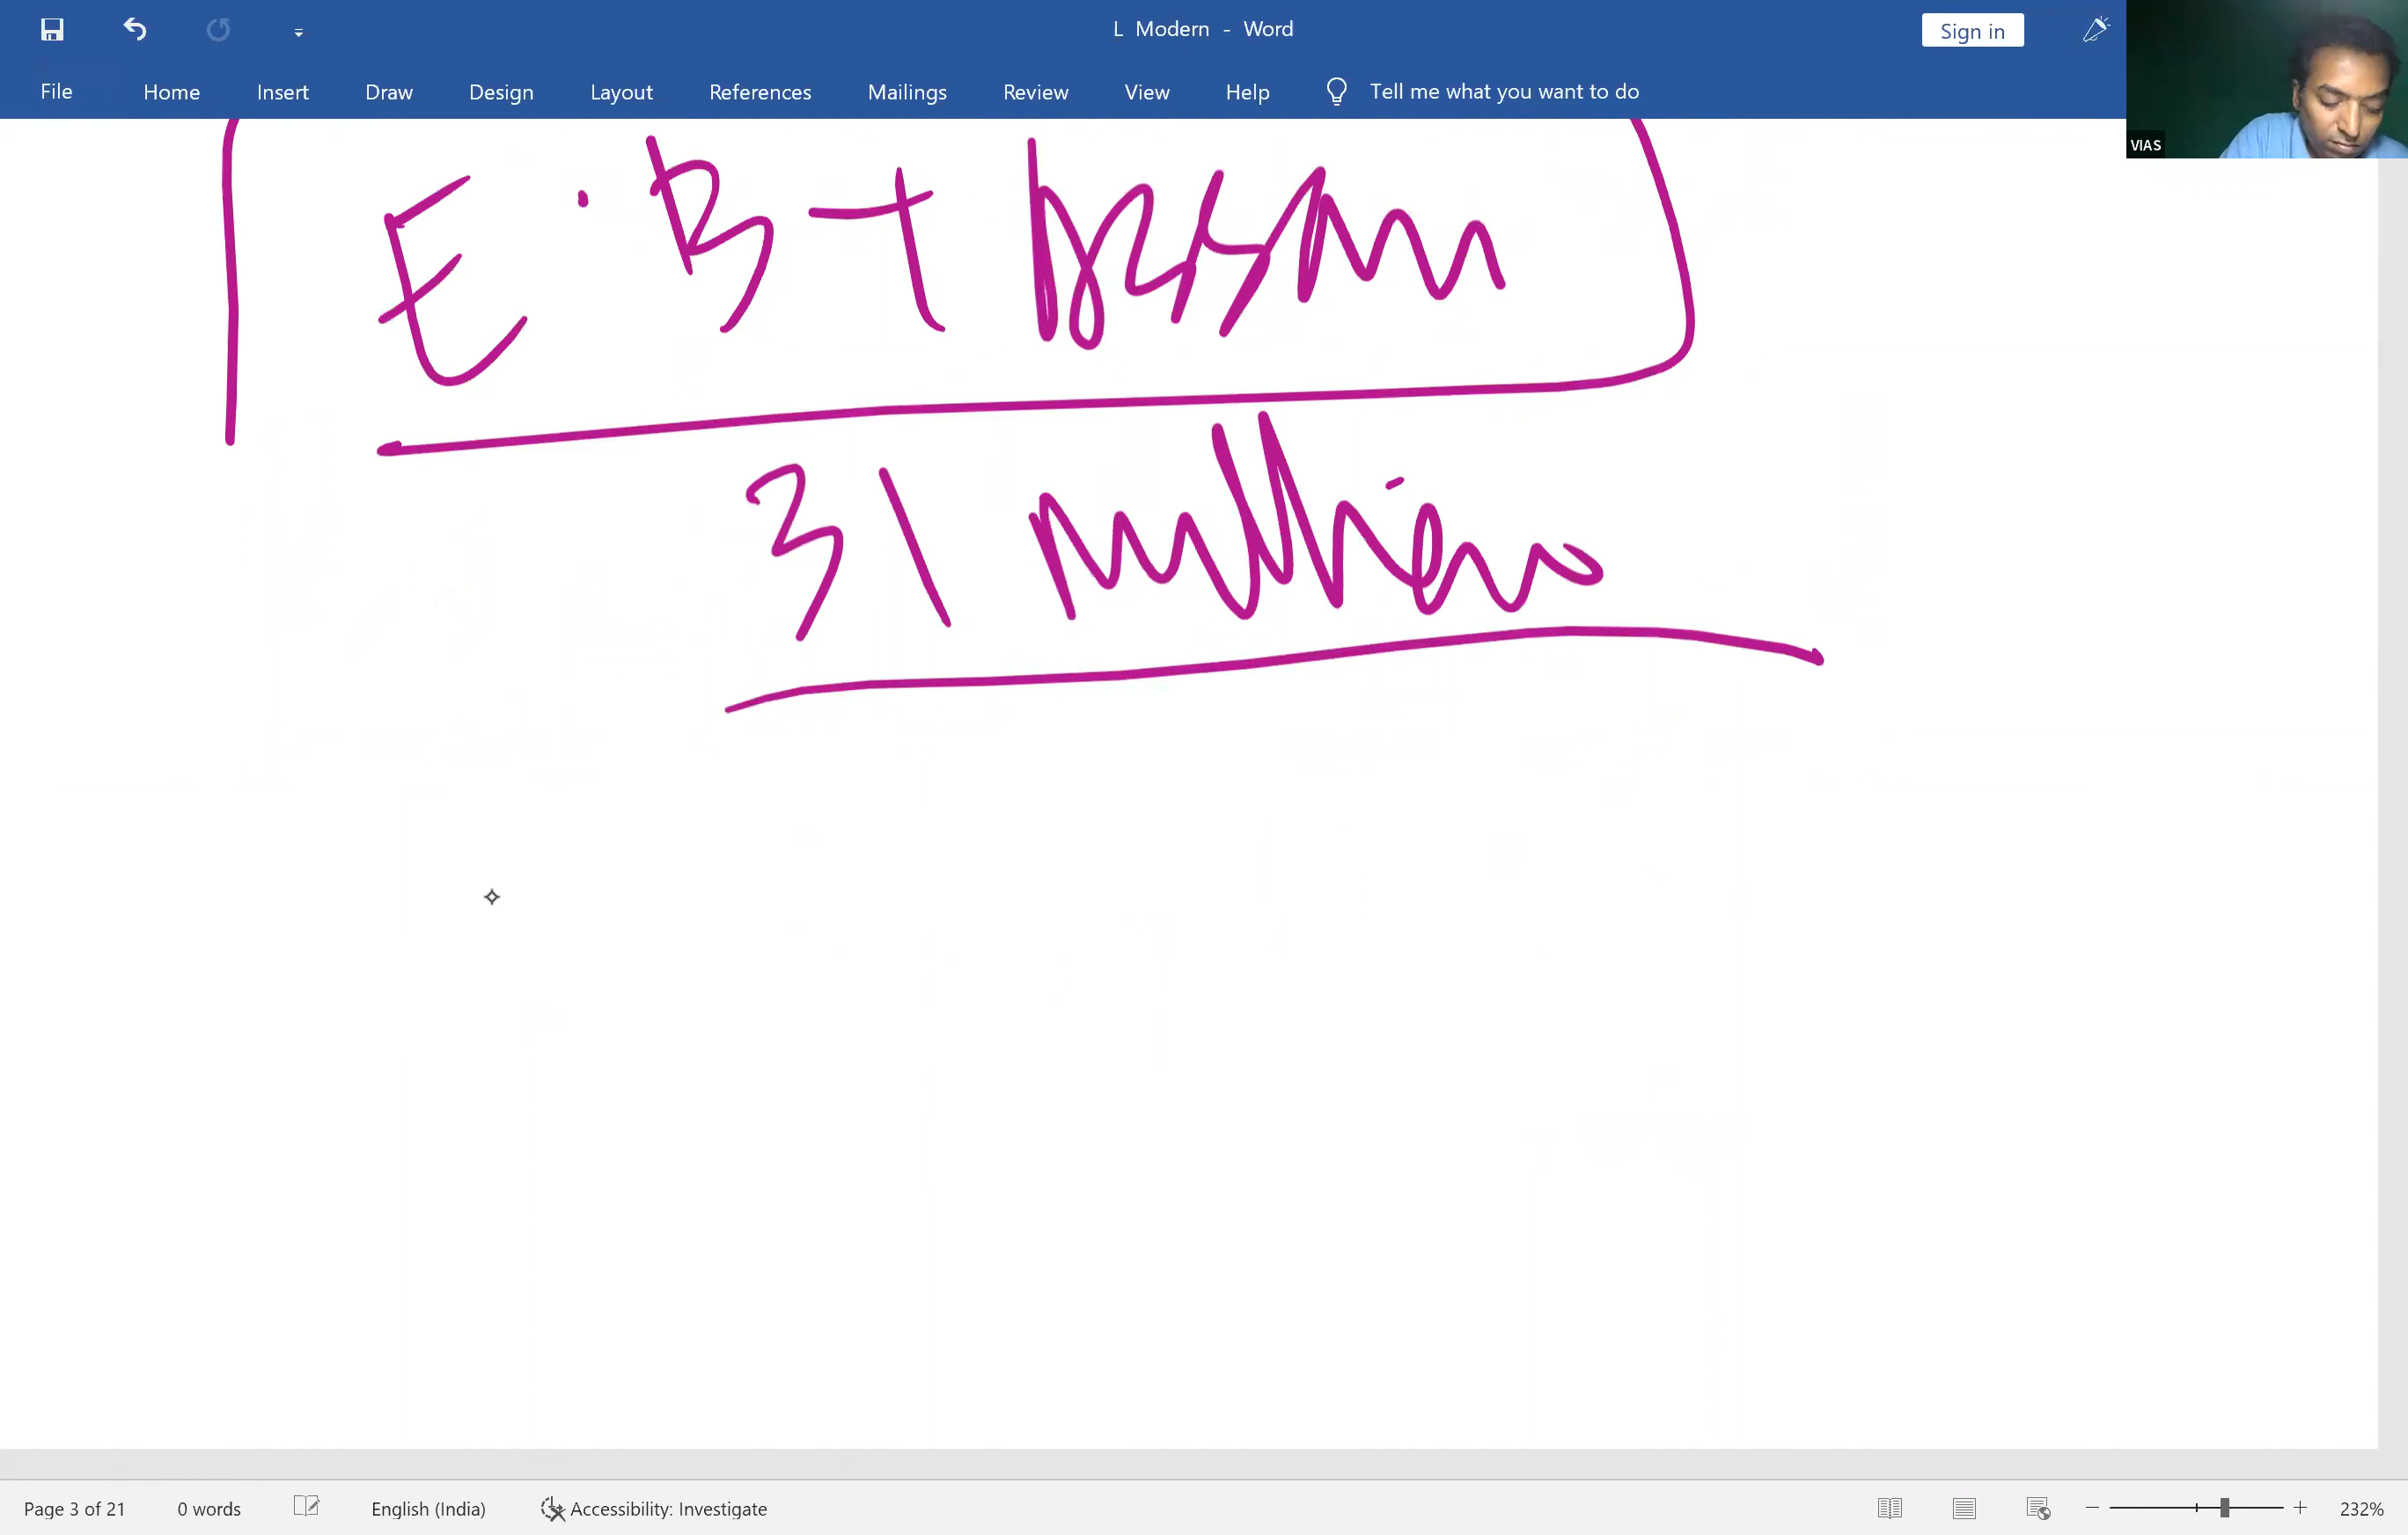 L Modern - Word
Sign in
VIAS
File Home Insert Draw Design Layout References Mailings Review View Help Tell me what you want to do
E
31 Million
Page 3 of 21 0 words English (India) Accessibility: Investigate 232%